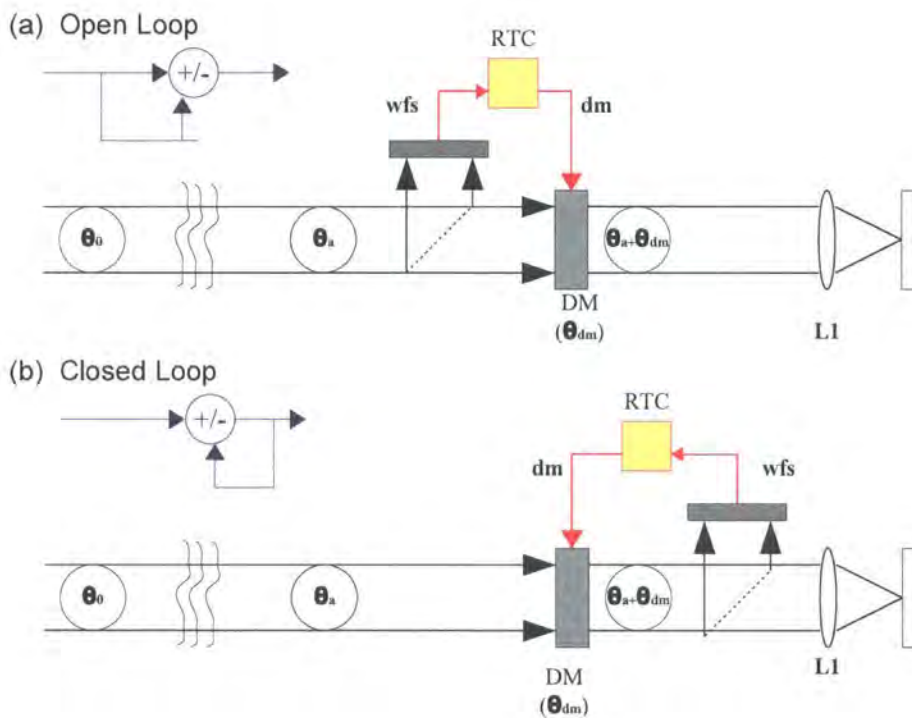 (a) Open Loop
+/-
RTC
wfs
dm
θ₀
θₐ
θₐ+θdm
DM
(θdm)
L1
(b) Closed Loop
+/-
RTC
dm
wfs
θ₀
θₐ
θₐ+θdm
DM
(θdm)
L1